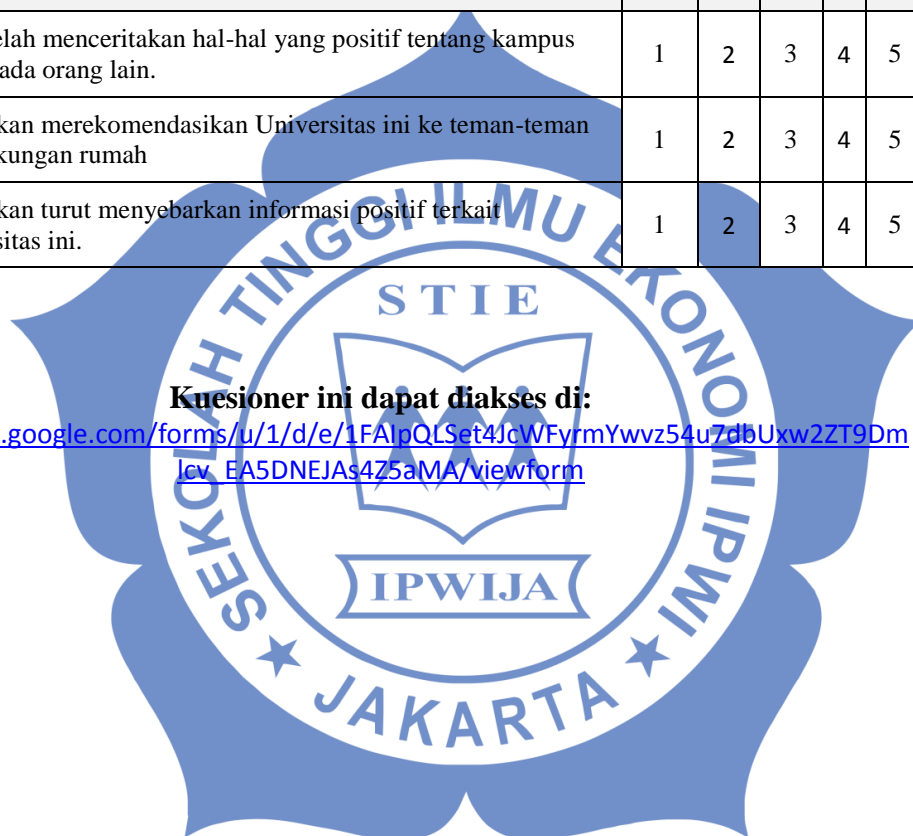 elah menceritakan hal-hal yang positif tentang kampus
ada orang lain.
1 2 3 4 5
kan merekomendasikan Universitas ini ke teman-teman
kungan rumah
1 2 3 4 5
kan turut menyebarkan informasi positif terkait
sitas ini.
1 2 3 4 5
SEKOLAH TINGGI ILMU EKONOMI IPWI
STIE
Kuesioner ini dapat diakses di:
.google.com/forms/u/1/d/e/1FAIpQLSet4JcWFyrmYwvz54u7dbUxw2ZT9Dm
lcv_EA5DNEJAs4Z5aMA/viewform
IPWIJA
JAKARTA